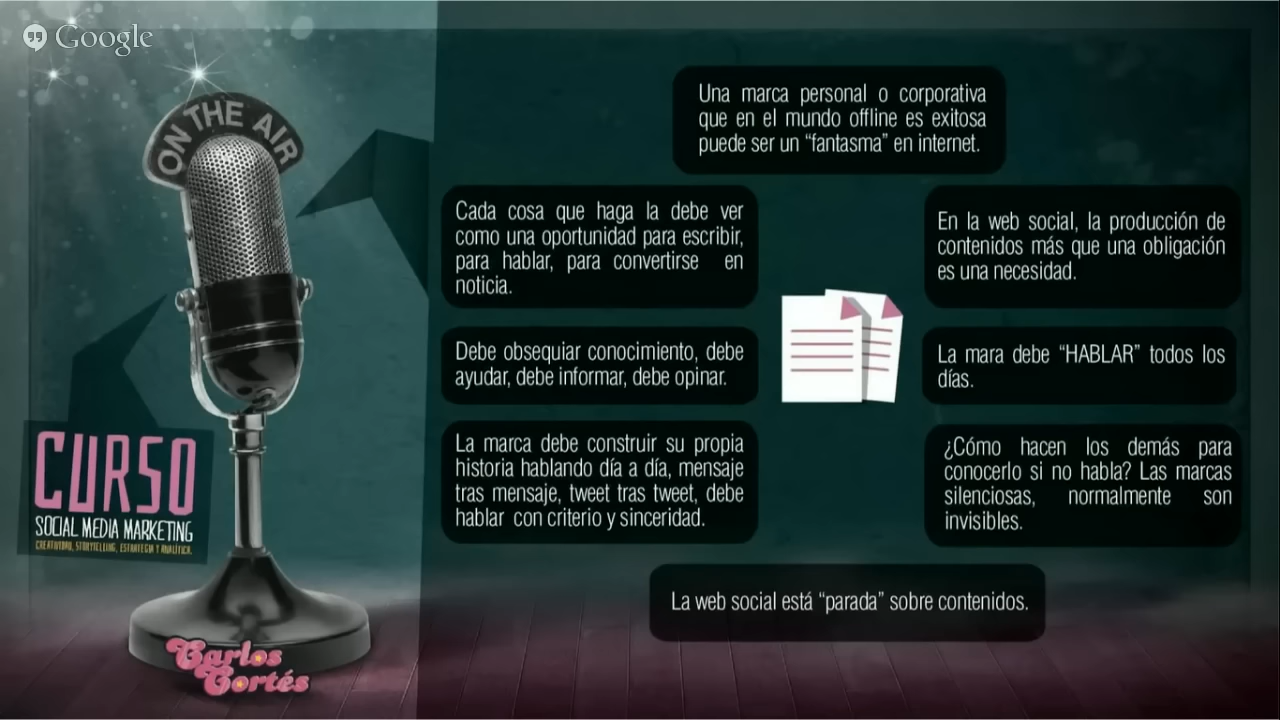 Google
ON THE AIR
Una marca personal o corporativa
que en el mundo offline es exitosa
puede ser un “fantasma” en internet.
Cada cosa que haga la debe ver
como una oportunidad para escribir,
para hablar, para convertirse en
noticia.
En la web social, la producción de
contenidos más que una obligación
es una necesidad.
Debe obsequiar conocimiento, debe
ayudar, debe informar, debe opinar.
La mara debe “HABLAR” todos los
días.
La marca debe construir su propia
historia hablando día a día, mensaje
tras mensaje, tweet tras tweet, debe
hablar con criterio y sinceridad.
¿Cómo hacen los demás para
conocerlo si no habla? Las marcas
silenciosas, normalmente son
invisibles.
La web social está “parada” sobre contenidos.
CURSO
SOCIAL MEDIA MARKETING
CREATIVIDAD, STORYTELLING, ESTRATEGIA Y ANALÍTICA.
Carlos
Cortés